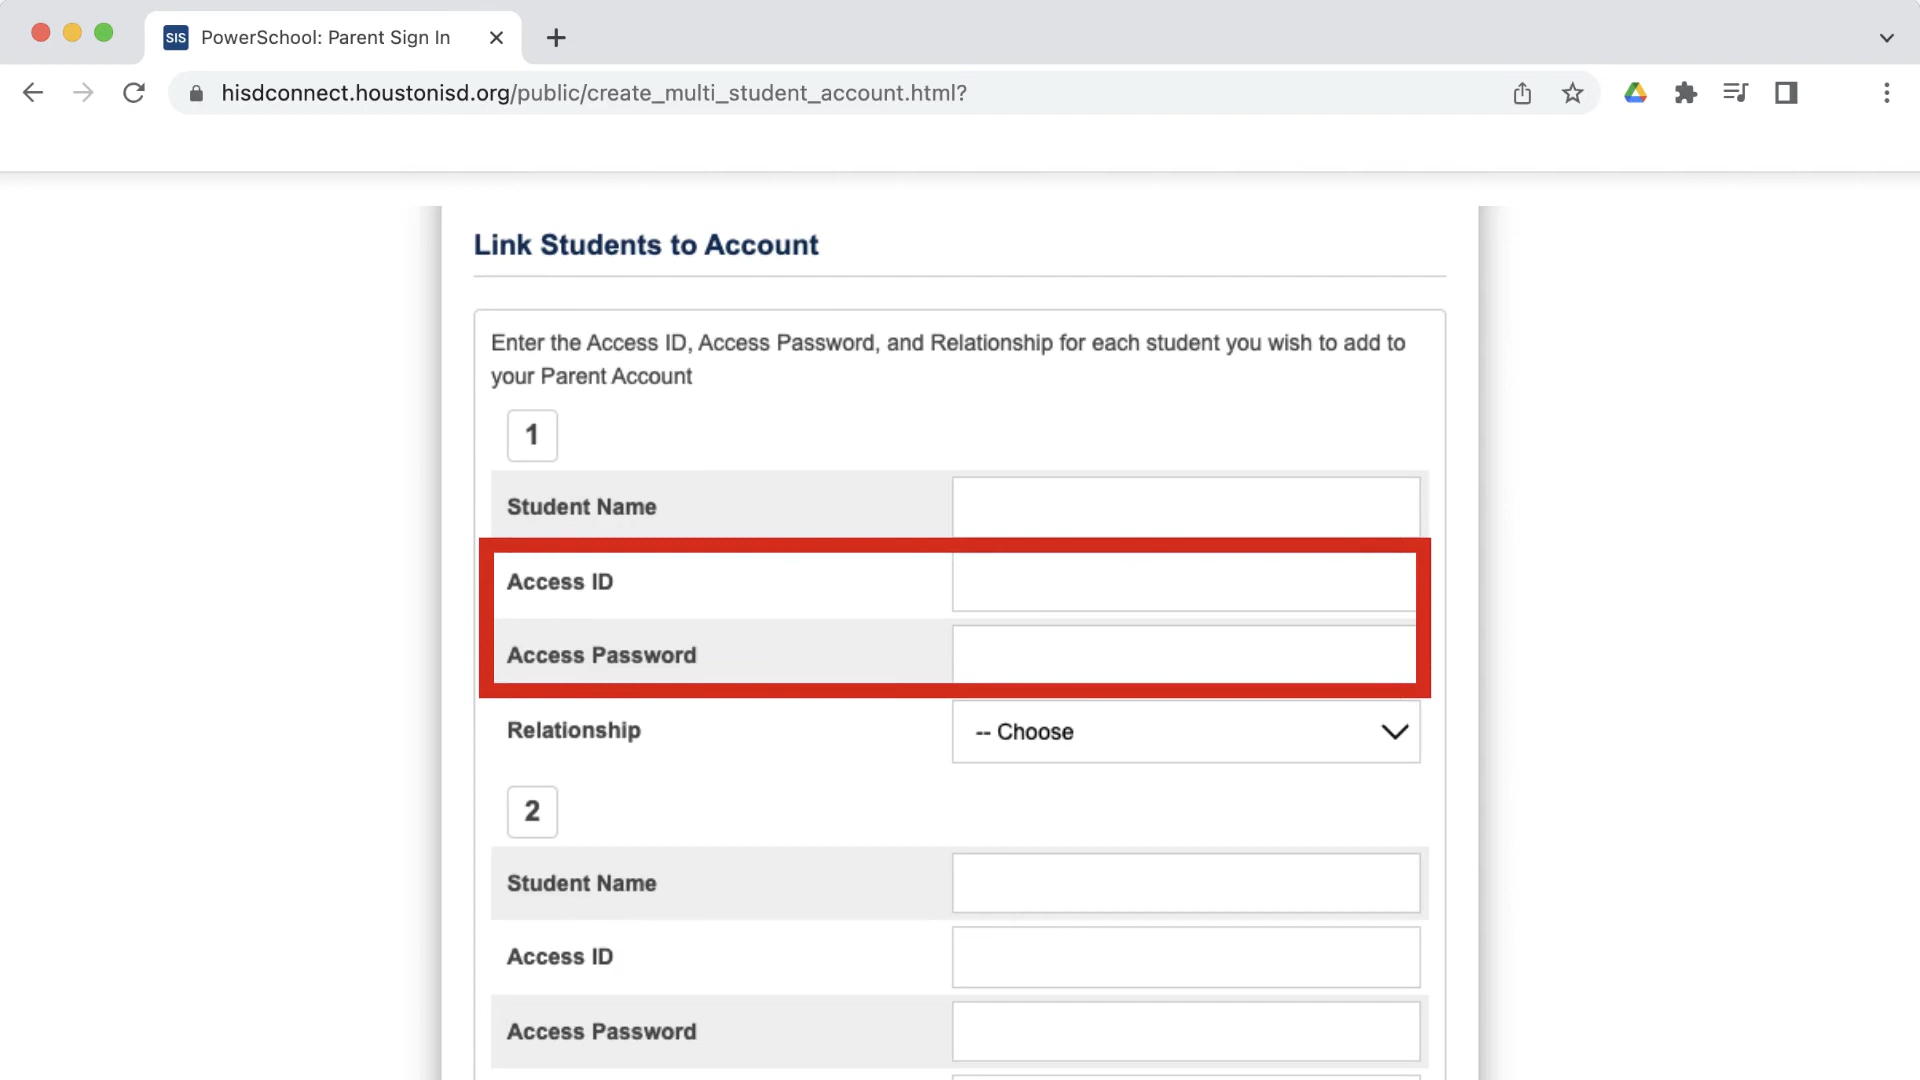 SIS PowerSchool: Parent Sign In
hisdconnect.houstonisd.org/public/create_multi_student_account.html?
Link Students to Account
Enter the Access ID, Access Password, and Relationship for each student you wish to add to
your Parent Account
1
Student Name
Access ID
Access Password
Relationship -- Choose
2
Student Name
Access ID
Access Password